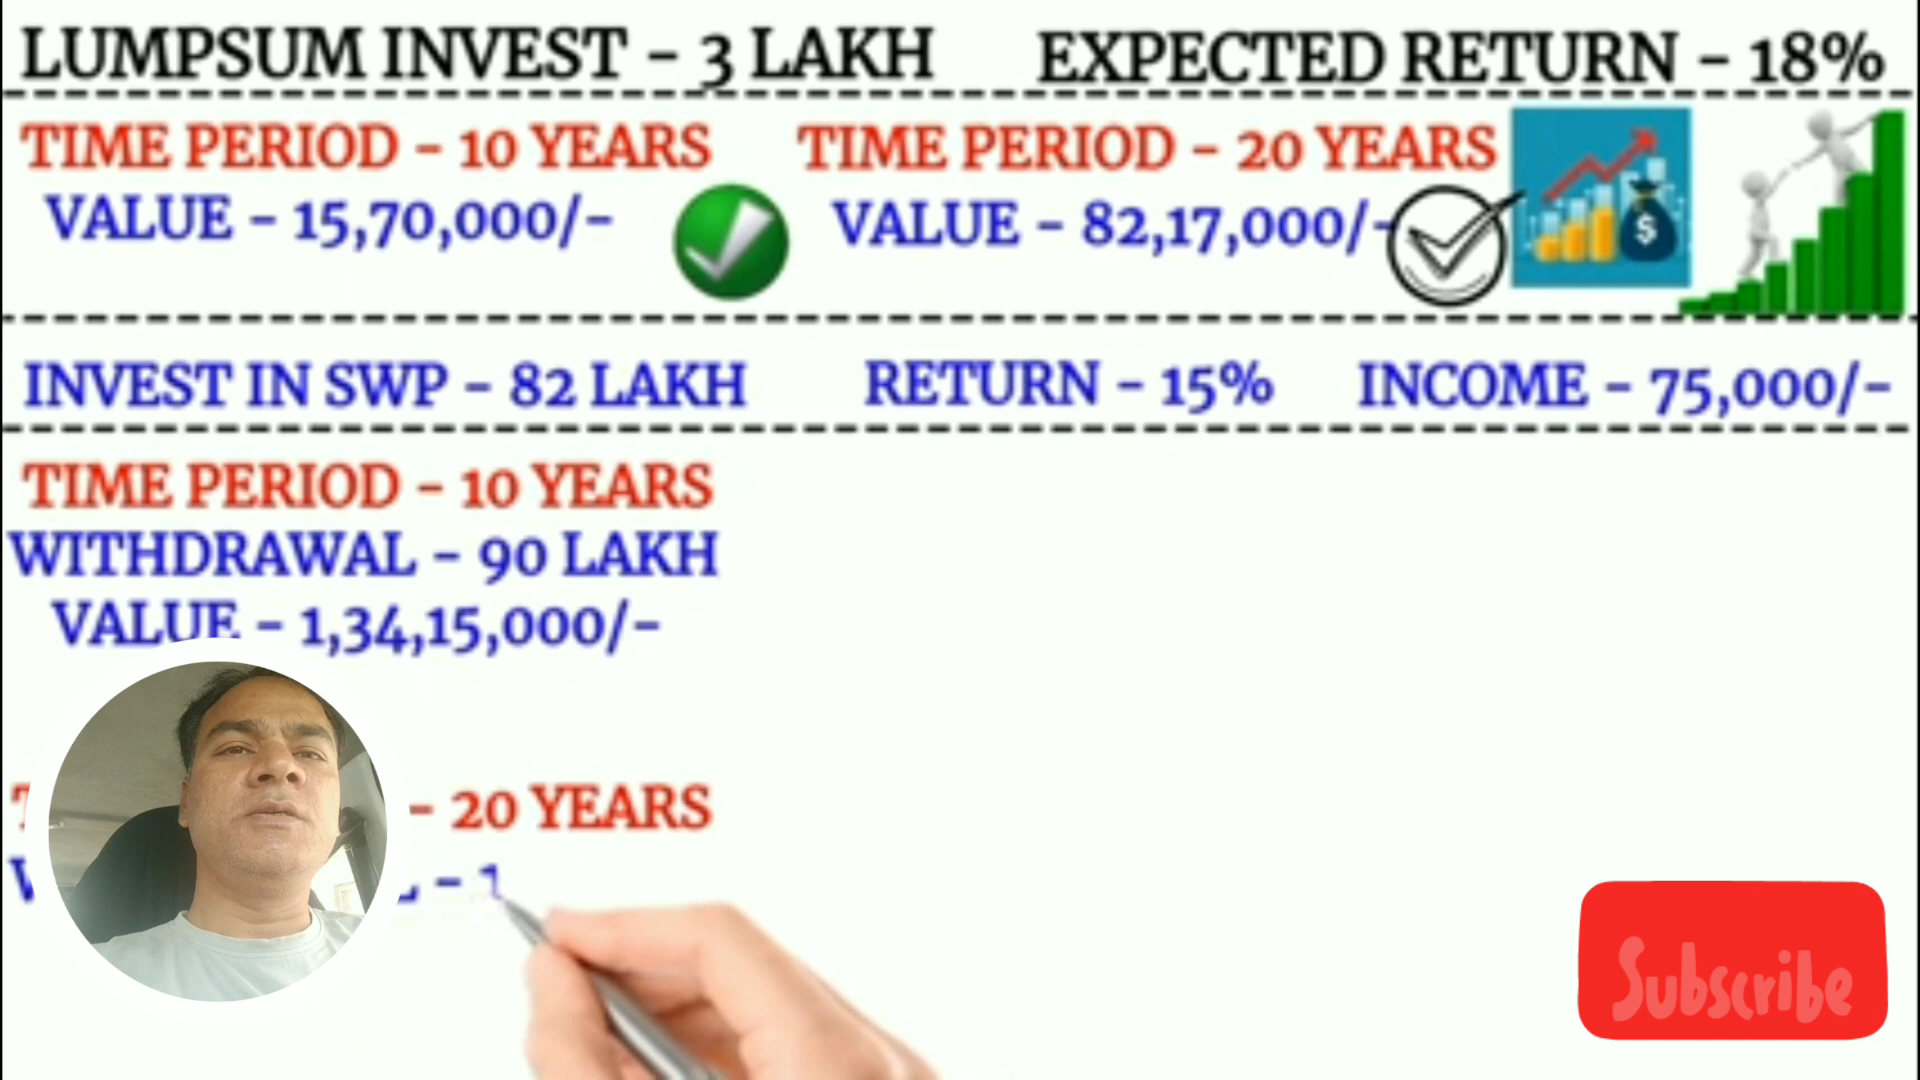 LUMPSUM INVEST - 3 LAKH EXPECTED RETURN - 18%
TIME PERIOD - 10 YEARS TIME PERIOD - 20 YEARS
VALUE - 15,70,000/- VALUE - 82,17,000/-
$
INVEST IN SWP - 82 LAKH RETURN - 15% INCOME - 75,000/-
TIME PERIOD - 10 YEARS
WITHDRAWAL - 90 LAKH
VALUE - 1,34,15,000/-
- 20 YEARS
- 1
Subscribe